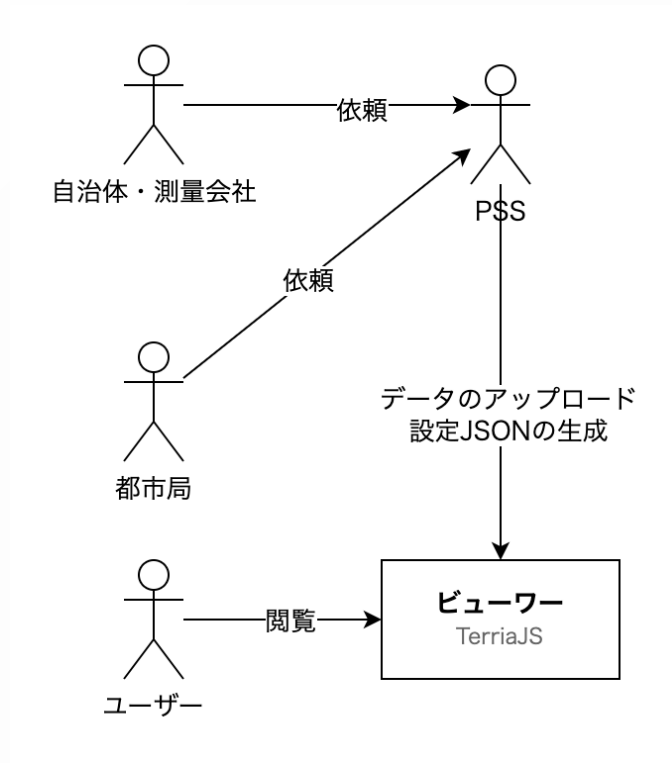 依頼
自治体・測量会社
PSS
依頼
データのアップロード
設定JSONの生成
都市局
ビューワー
閲覧
TerriaJS
ユーザー